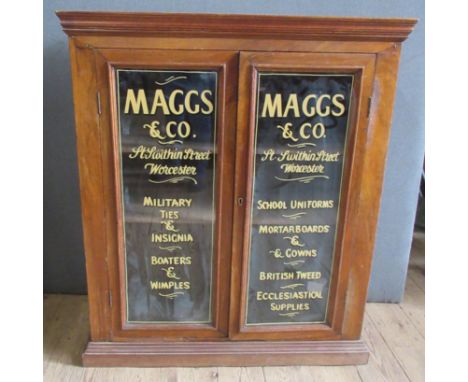 MAGGS
& CO.
St. Swithin Street
Worcester
MILITARY
TIES
&
INSIGNIA
BOATERS
&
WIMPLES
MAGGS
& CO.
St. Swithin Street
Worcester
SCHOOL UNIFORMS
MORTARBOARDS
&
GOWNS
BRITISH TWEED
ECCLESIASTICAL
SUPPLIES